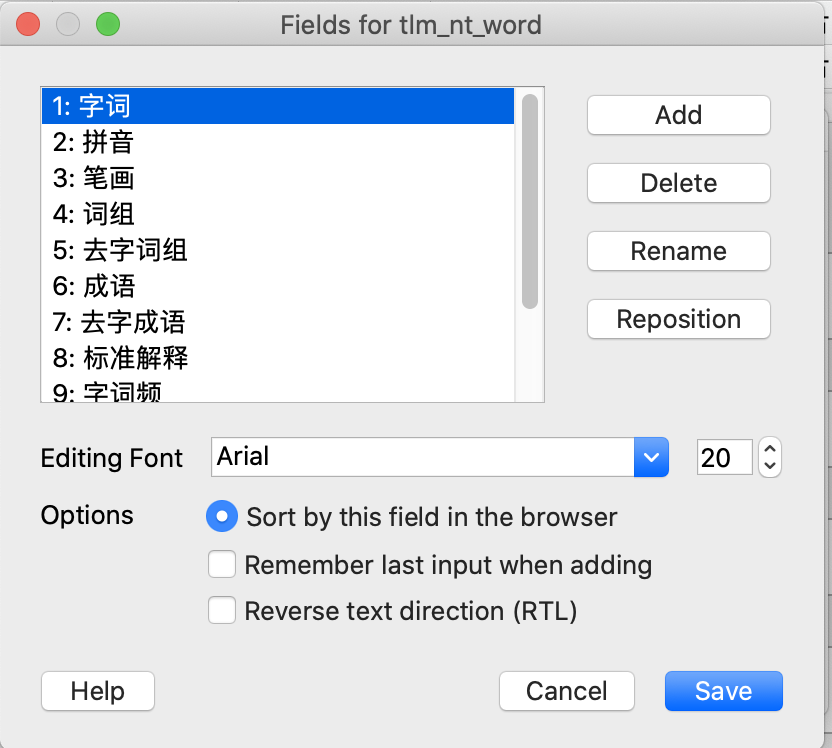 Fields for tlm_nt_word
1: 字词
2: 拼音
3: 笔画
4: 词组
5: 去字词组
6: 成语
7: 去字成语
8: 标准解释
9: 字词频
Add
Delete
Rename
Reposition
Editing Font Arial 20
Options Sort by this field in the browser
Remember last input when adding
Reverse text direction (RTL)
Help Cancel Save